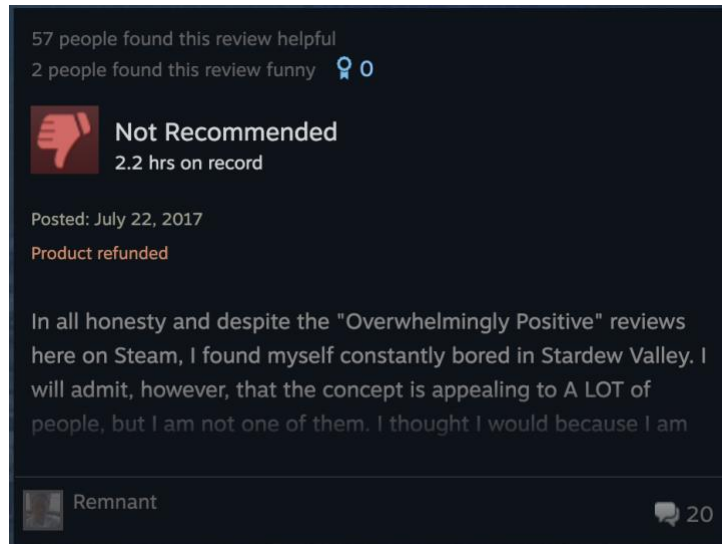 57 people found this review helpful
2 people found this review funny 0
Not Recommended
2.2 hrs on record
Posted: July 22, 2017
Product refunded
In all honesty and despite the "Overwhelmingly Positive" reviews
here on Steam, I found myself constantly bored in Stardew Valley. I
will admit, however, that the concept is appealing to A LOT of
people, but I am not one of them. I thought I would because I am
Remnant
20